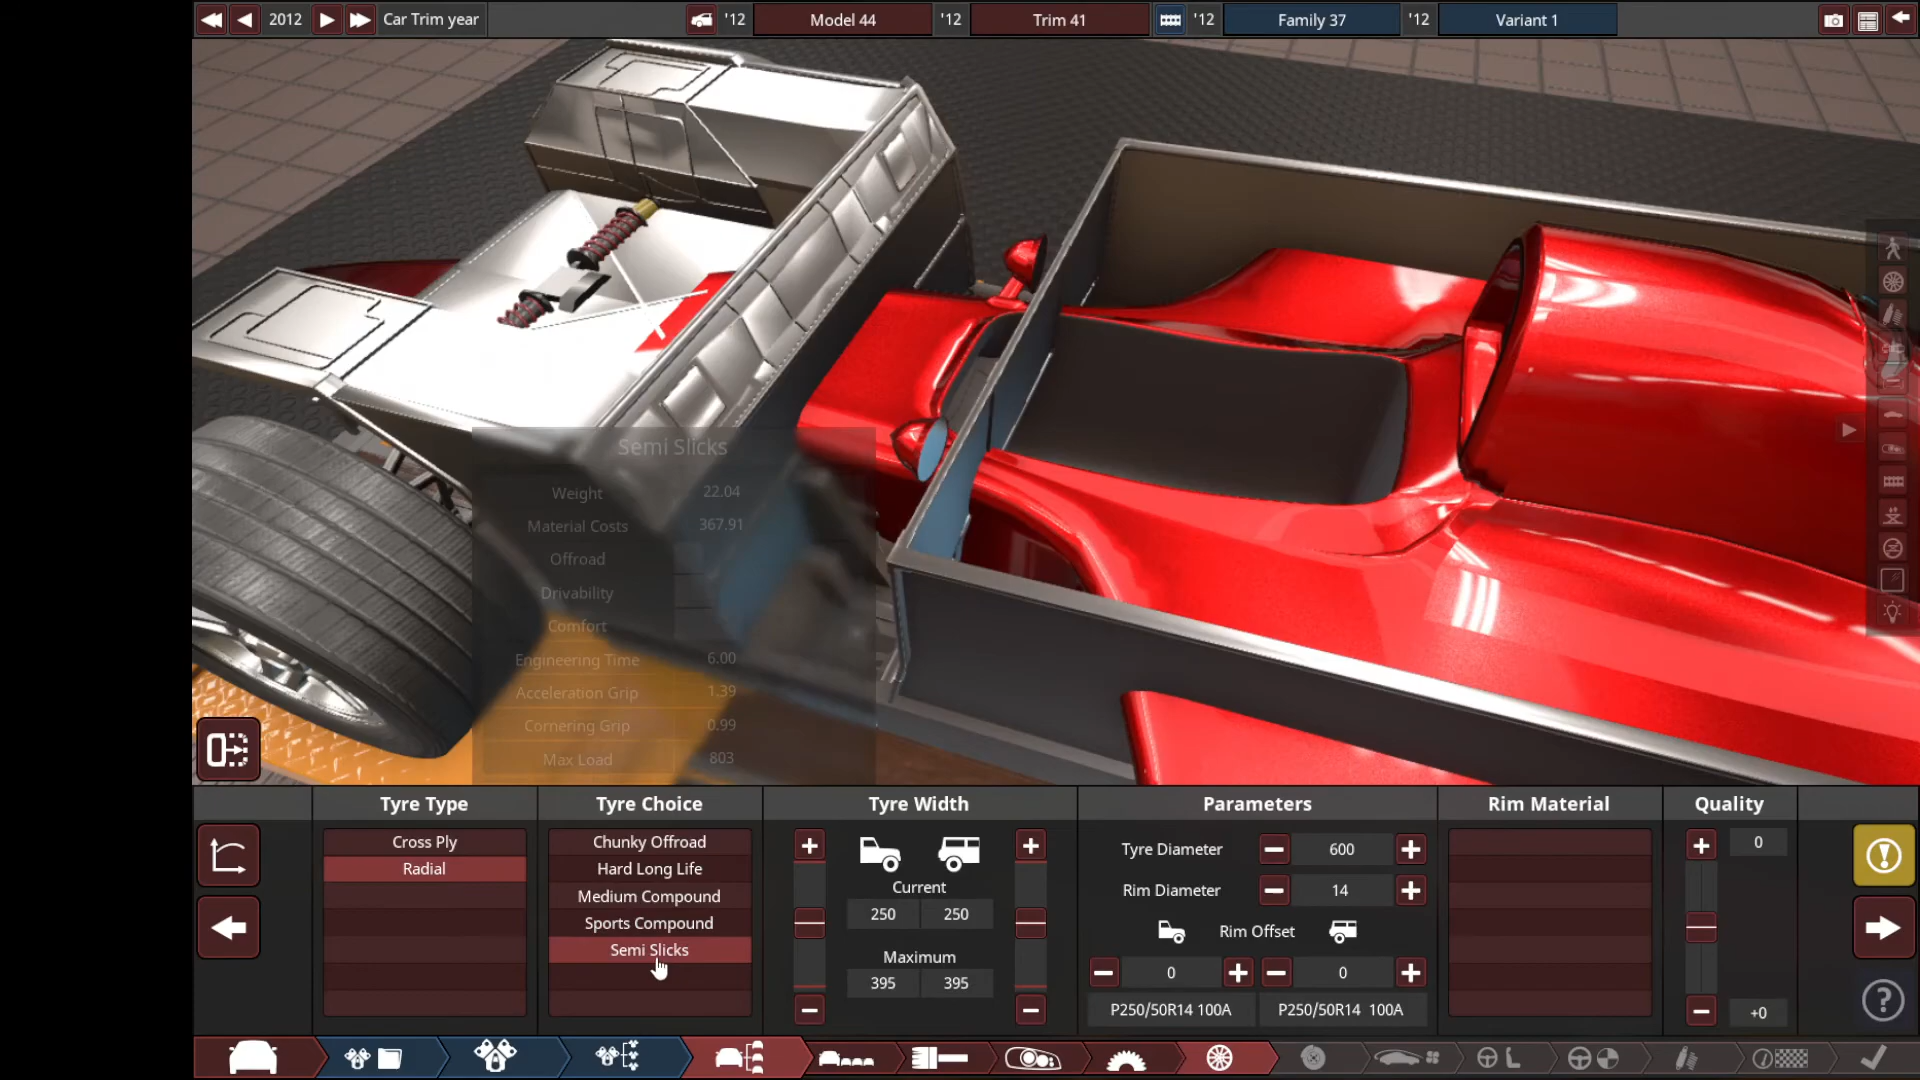 2012 Car Trim year '12 Model 44 '12 Trim 41 '12 Family 37 '12 Variant 1
Semi Slicks
Weight 22.04
Material Costs 367.91
Offroad
Drivability
Comfort
Engineering Time 6.00
Acceleration Grip 1.39
Cornering Grip 0.99
Max Load 803
Tyre Type Tyre Choice Tyre Width Parameters Rim Material Quality
Cross Ply
Radial
Chunky Offroad
Hard Long Life
Medium Compound
Sports Compound
Semi Slicks
Current
250 250
Maximum
395 395
Tyre Diameter 600
Rim Diameter 14
Rim Offset
0 0
P250/50R14 100A P250/50R14 100A
0
+0